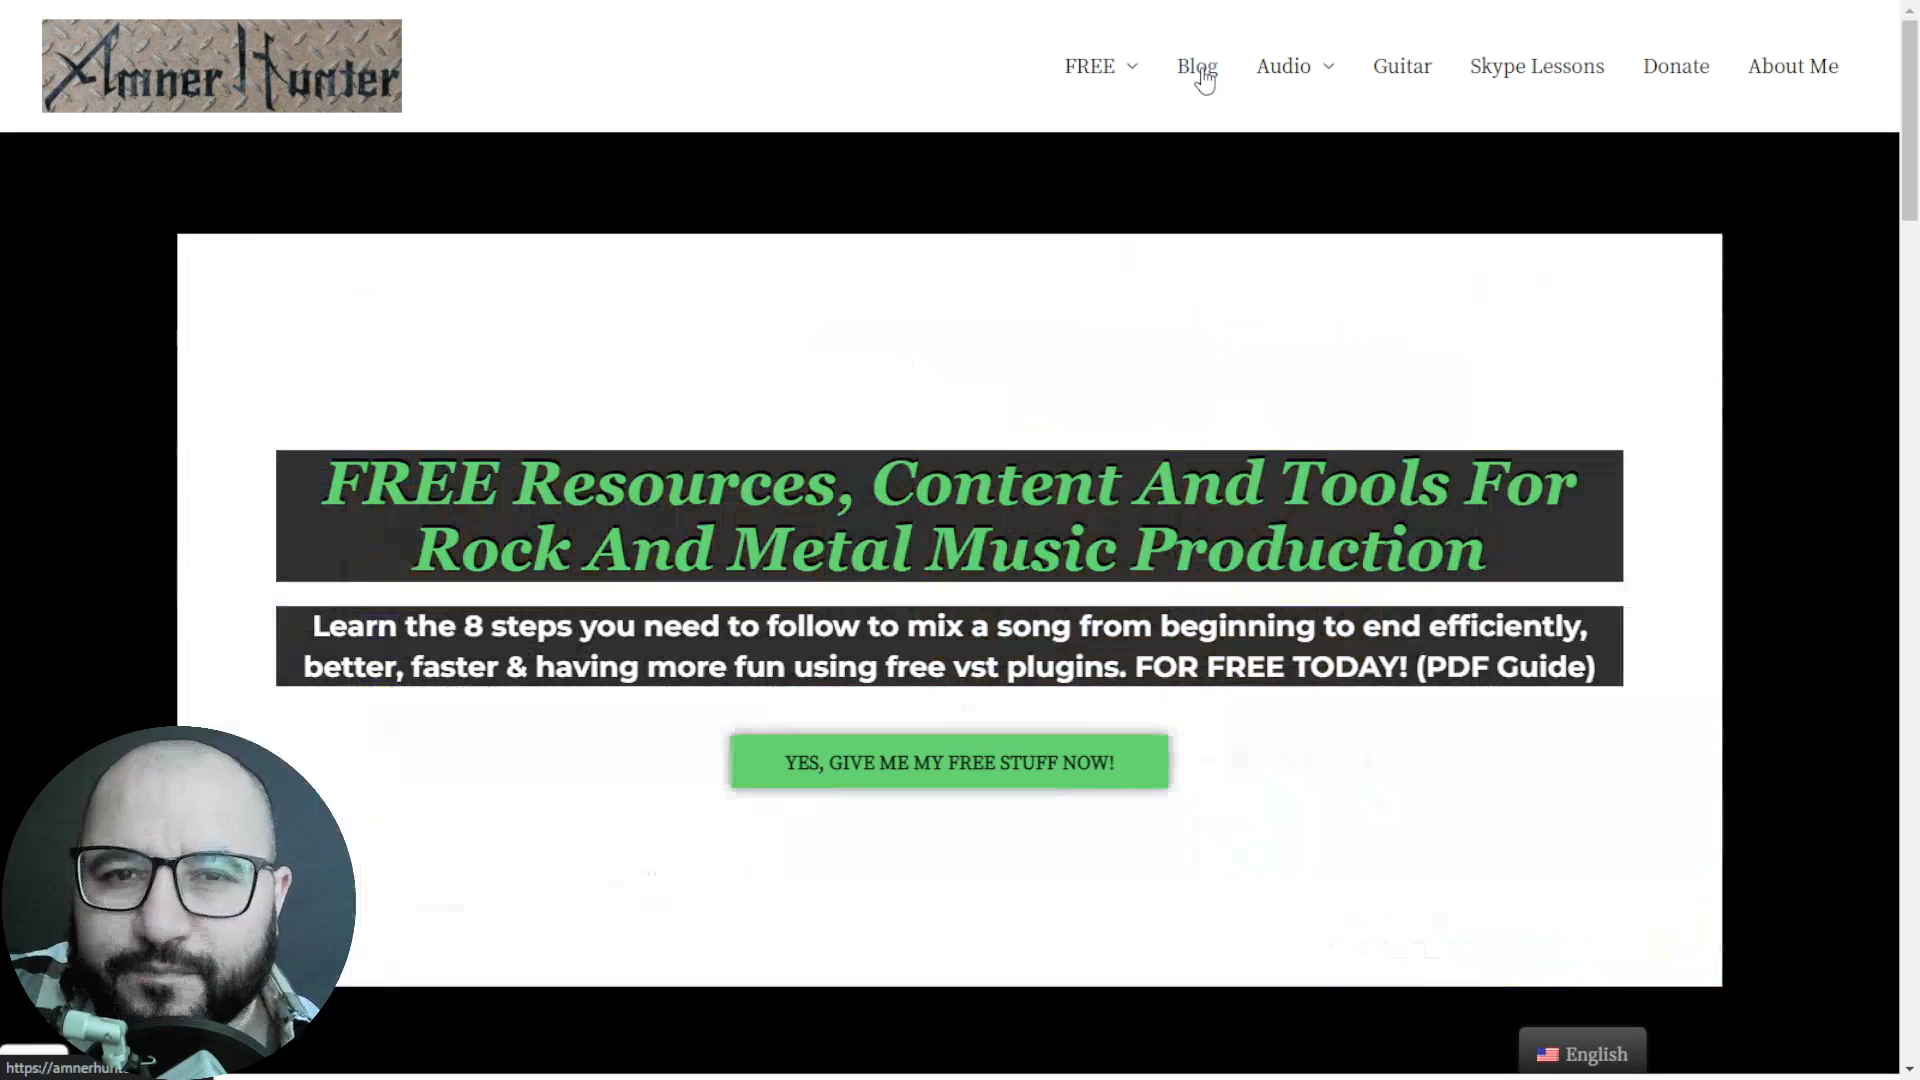 Amner Hunter
FREE Blog Audio Guitar Skype Lessons Donate About Me
FREE Resources, Content And Tools For
Rock And Metal Music Production
Learn the 8 steps you need to follow to mix a song from beginning to end efficiently,
better, faster & having more fun using free vst plugins. FOR FREE TODAY! (PDF Guide)
YES, GIVE ME MY FREE STUFF NOW!
English
https://amnerhun